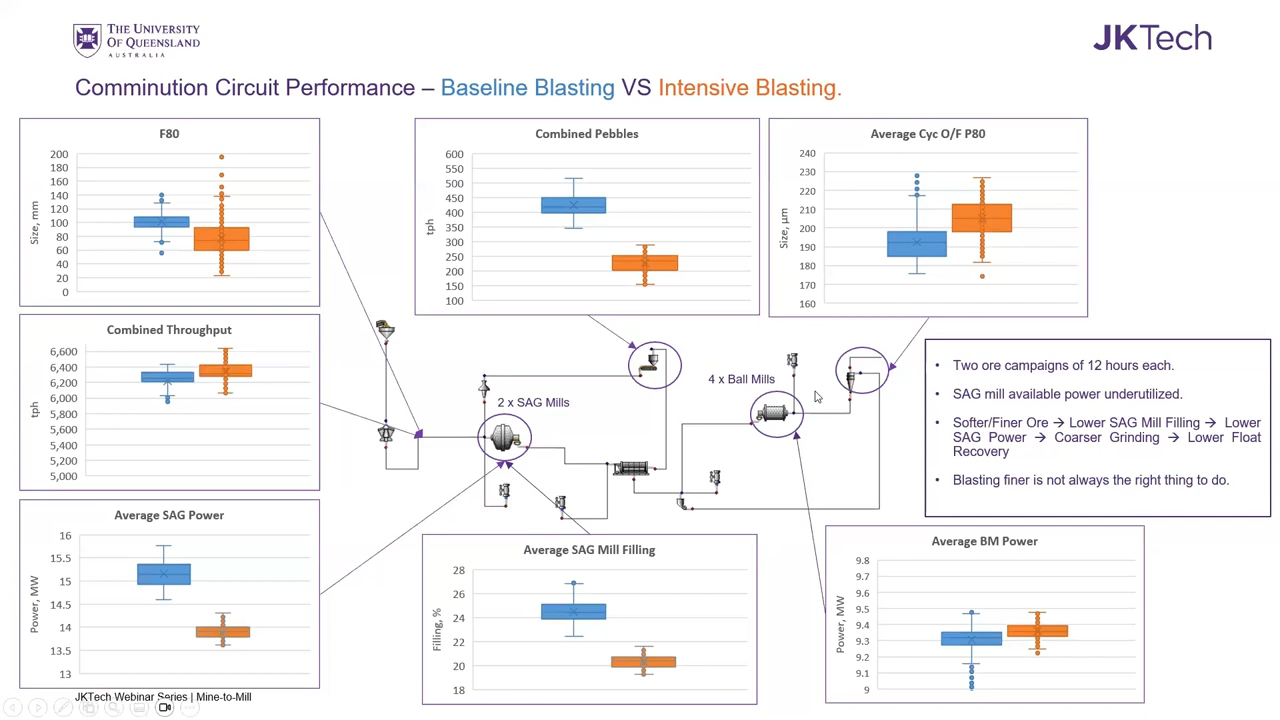 THE UNIVERSITY
OF QUEENSLAND
AUSTRALIA
JKTech
Comminution Circuit Performance – Baseline Blasting VS Intensive Blasting.
F80
Size, mm
200
180
160
140
120
100
80
60
40
20
0
Combined Pebbles
tph
600
550
500
450
400
350
300
250
200
150
100
Average Cyc O/F P80
Size, µm
240
230
220
210
200
190
180
170
160
Combined Throughput
tph
6,600
6,400
6,200
6,000
5,800
5,600
5,400
5,200
5,000
2 x SAG Mills
4 x Ball Mills
• Two ore campaigns of 12 hours each.
• SAG mill available power underutilized.
• Softer/Finer Ore → Lower SAG Mill Filling → Lower
SAG Power → Coarser Grinding → Lower Float
Recovery
• Blasting finer is not always the right thing to do.
Average SAG Power
Power, MW
16
15.5
15
14.5
14
13.5
13
Average SAG Mill Filling
Filling, %
28
26
24
22
20
18
Average BM Power
Power, MW
9.8
9.7
9.6
9.5
9.4
9.3
9.2
9.1
9
JKTech Webinar Series | Mine-to-Mill